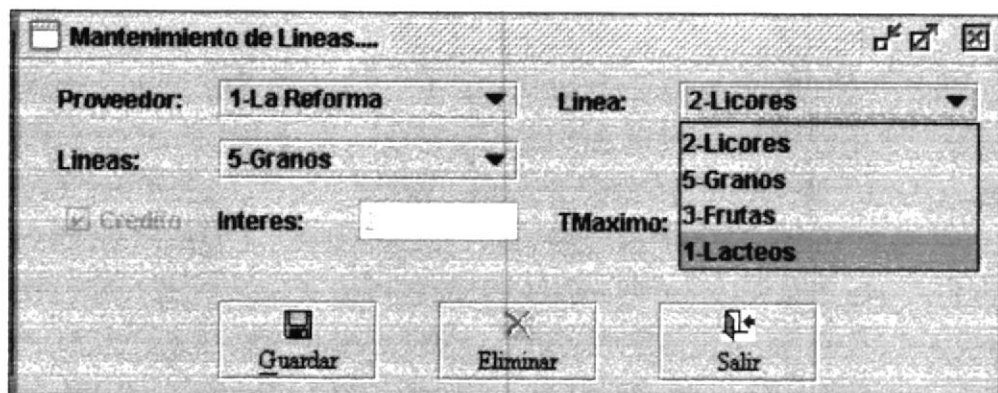 Mantenimiento de Lineas....
Proveedor: 1-La Reforma Linea: 2-Licores
2-Licores
Lineas: 5-Granos
5-Granos
Credito Interes: TMaximo: 3-Frutas
1-Lacteos
Guardar Eliminar Salir